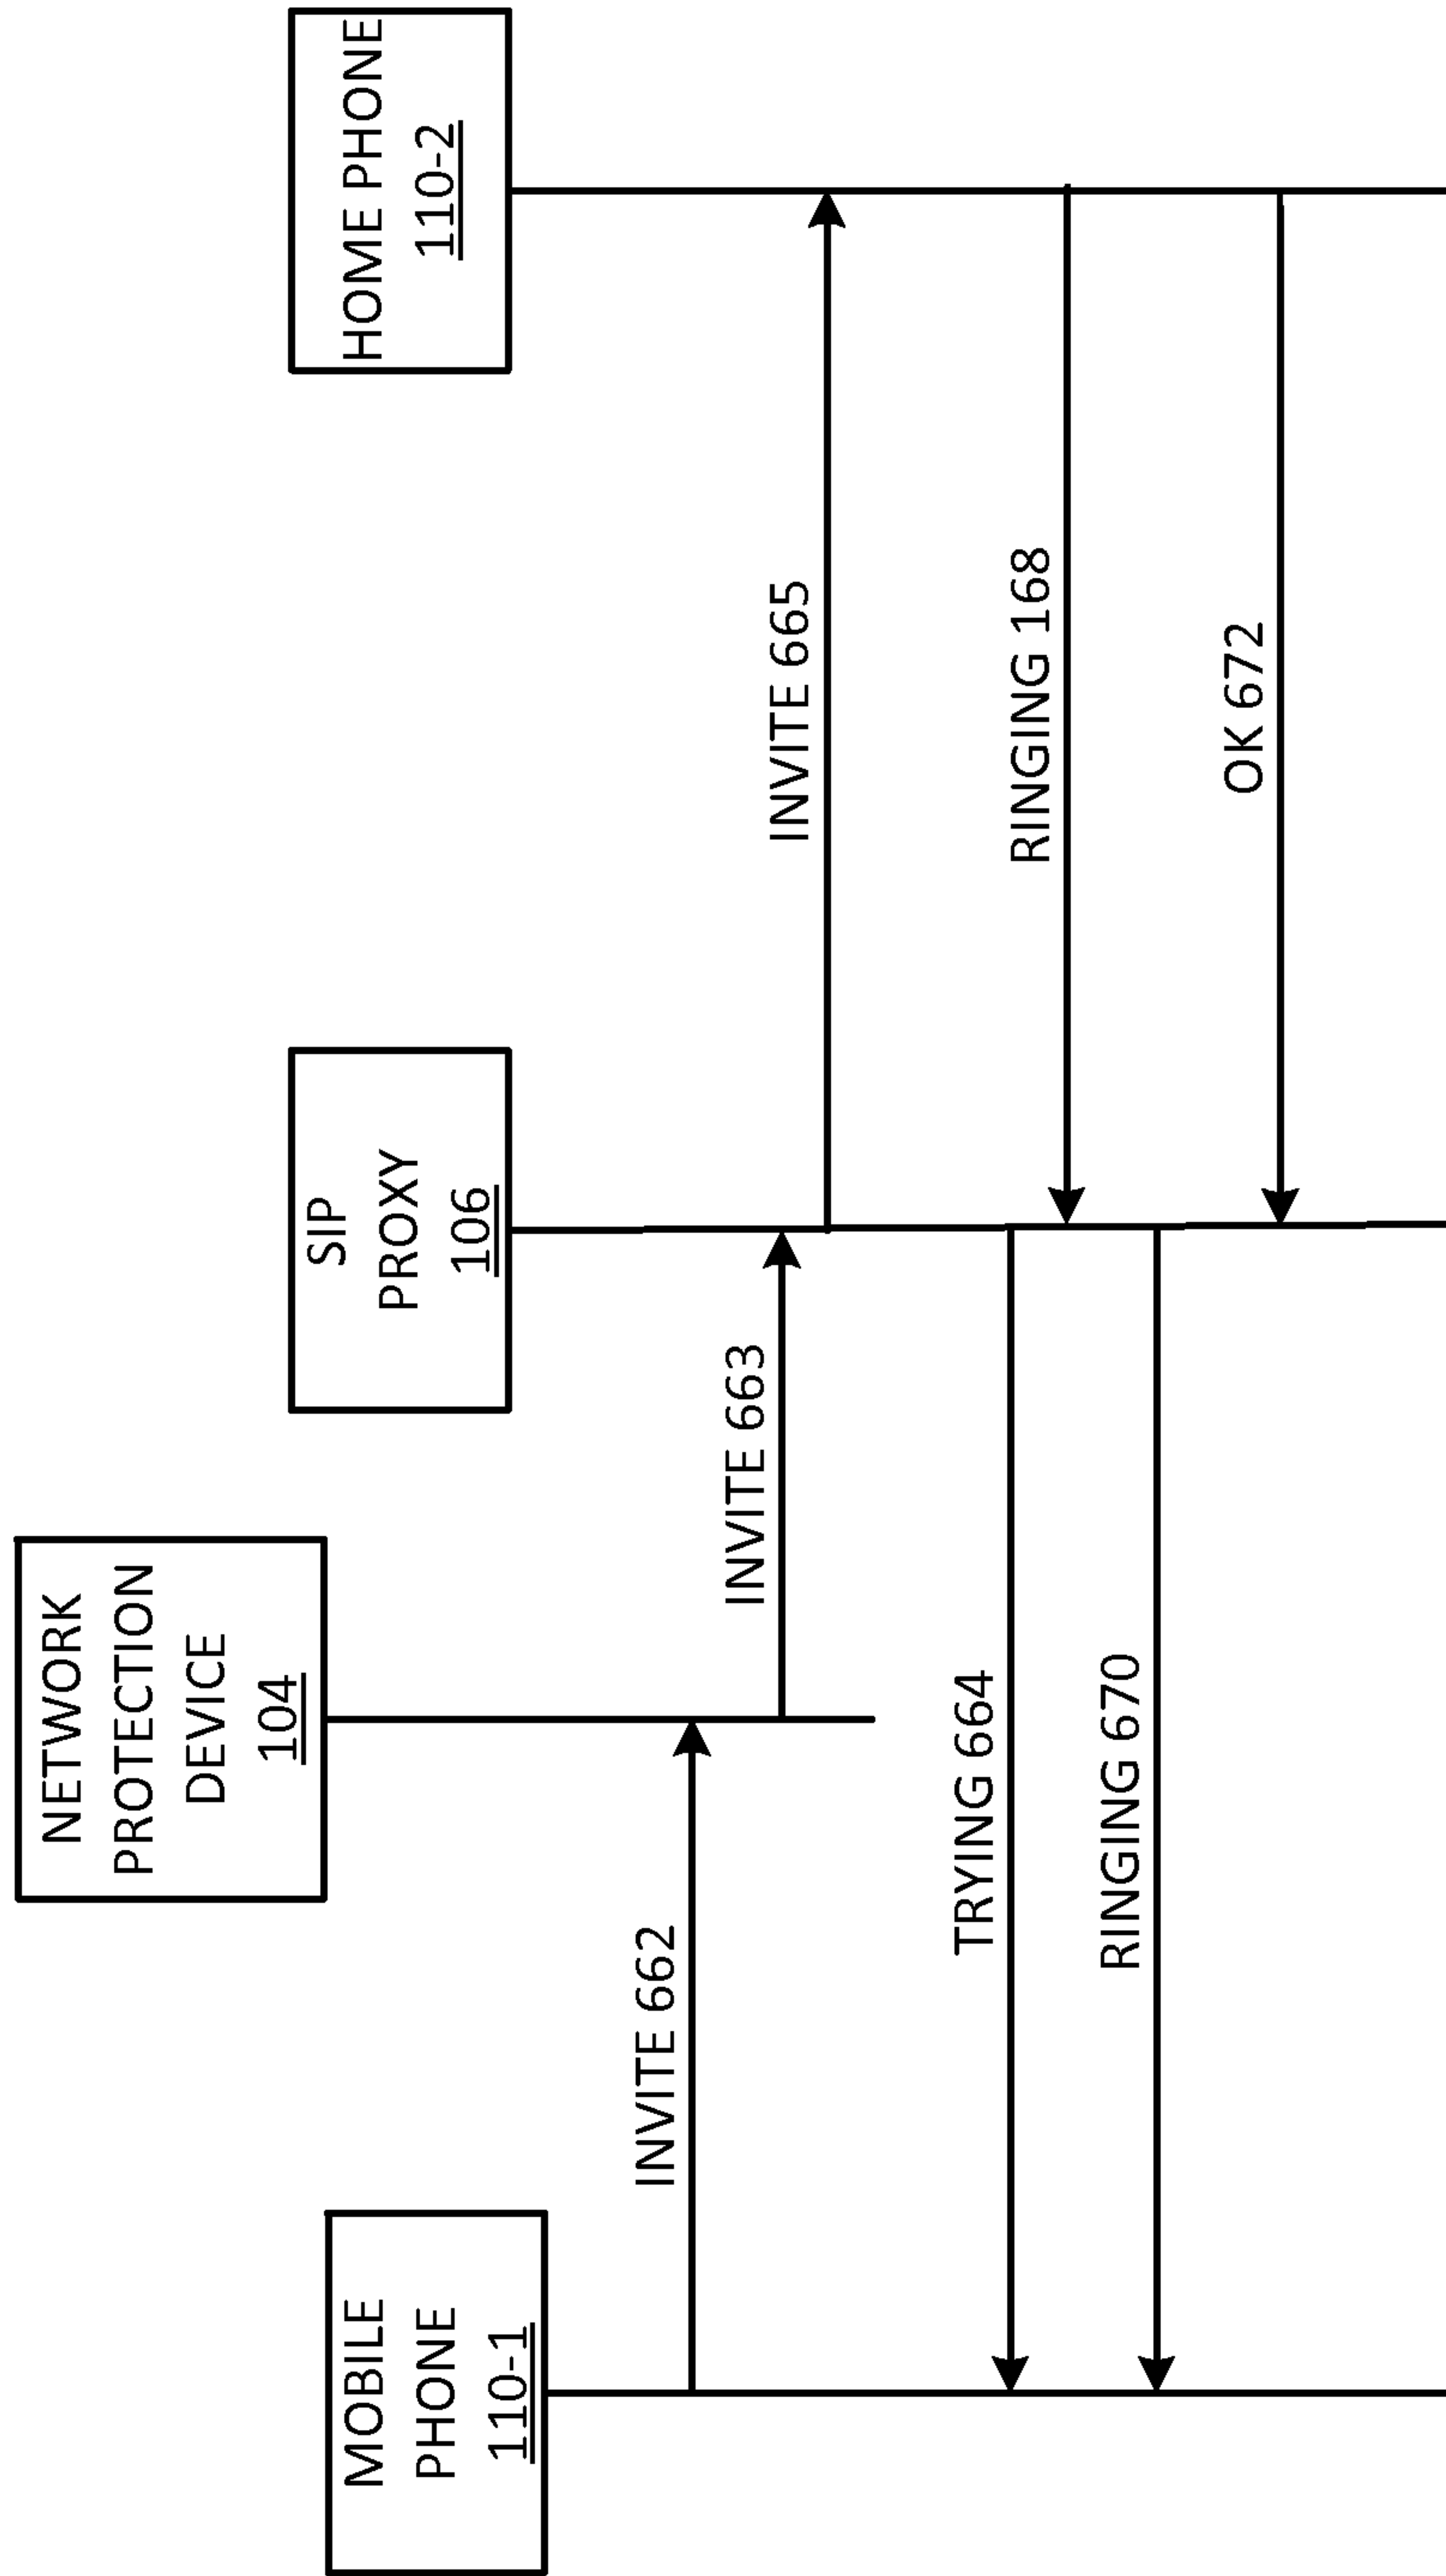 NETWORK
PROTECTION
DEVICE
104
MOBILE
PHONE
110-1
SIP
PROXY
106
HOME PHONE
110-2
INVITE 662
INVITE 663
INVITE 665
TRYING 664
RINGING 168
RINGING 670
OK 672